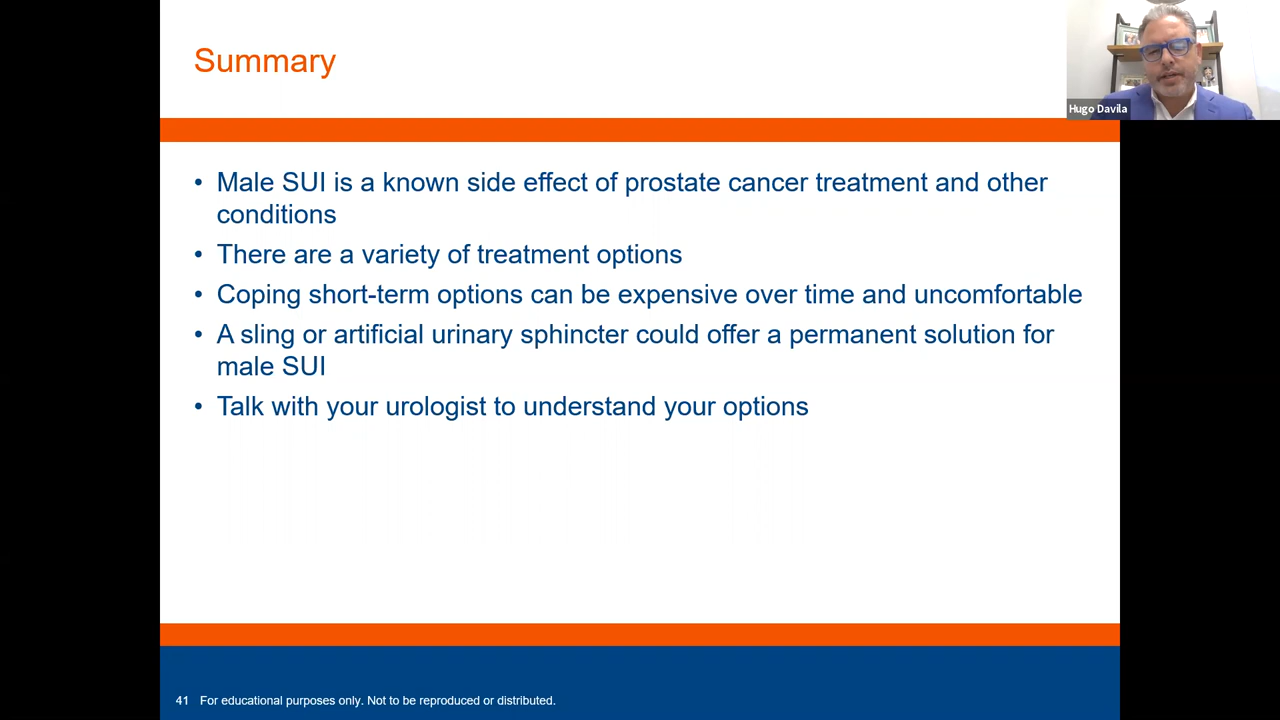 Summary
Hugo Davila
• Male SUI is a known side effect of prostate cancer treatment and other
conditions
• There are a variety of treatment options
• Coping short-term options can be expensive over time and uncomfortable
• A sling or artificial urinary sphincter could offer a permanent solution for
male SUI
• Talk with your urologist to understand your options
41 For educational purposes only. Not to be reproduced or distributed.